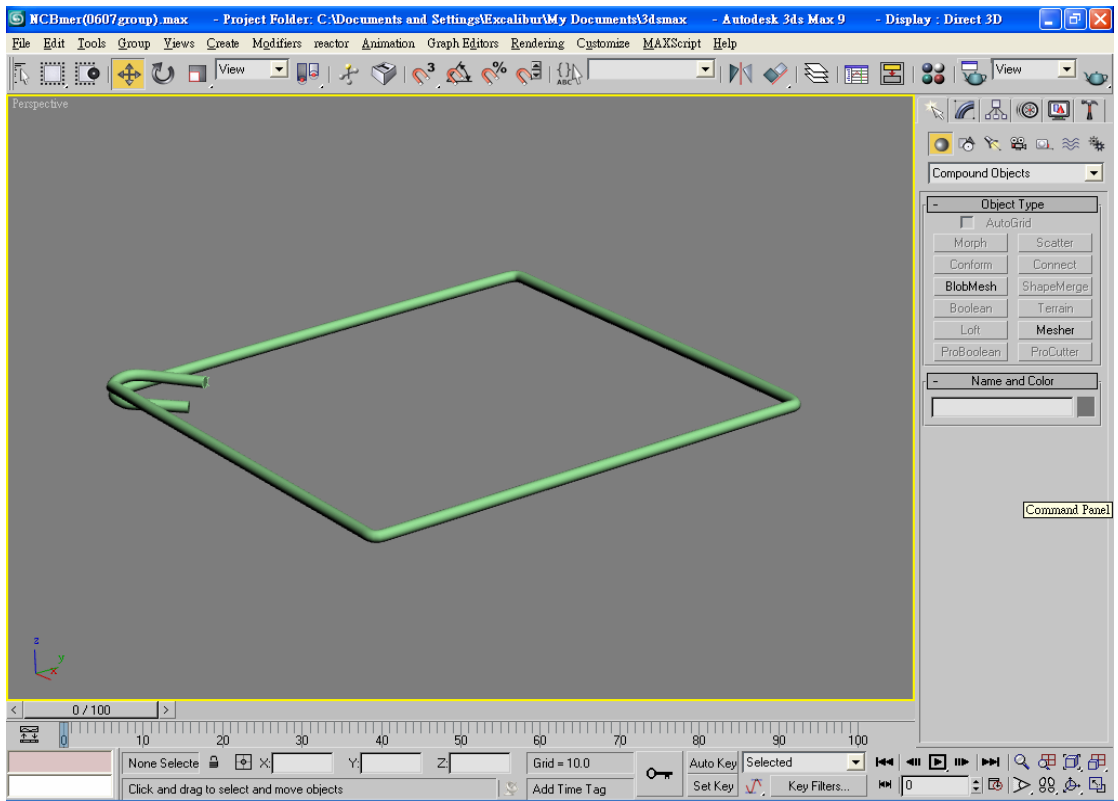 NCBmer(0607group).max - Project Folder: C:\Documents and Settings\Excalibur\My Documents\3dsmax - Autodesk 3ds Max 9 - Display : Direct 3D
File Edit Tools Group Views Create Modifiers reactor Animation Graph Editors Rendering Customize MAXScript Help
View 3 % ABC View
Perspective
Compound Objects
- Object Type
AutoGrid
Morph Scatter
Conform Connect
BlobMesh ShapeMerge
Boolean Terrain
Loft Mesher
ProBoolean ProCutter
- Name and Color
Command Panel
z
y
x
< 0 / 100 >
0 10 20 30 40 50 60 70 80 90 100
None Selecte X: Y: Z: Grid = 10.0 Auto Key Selected
Click and drag to select and move objects Add Time Tag Set Key Key Filters... 0